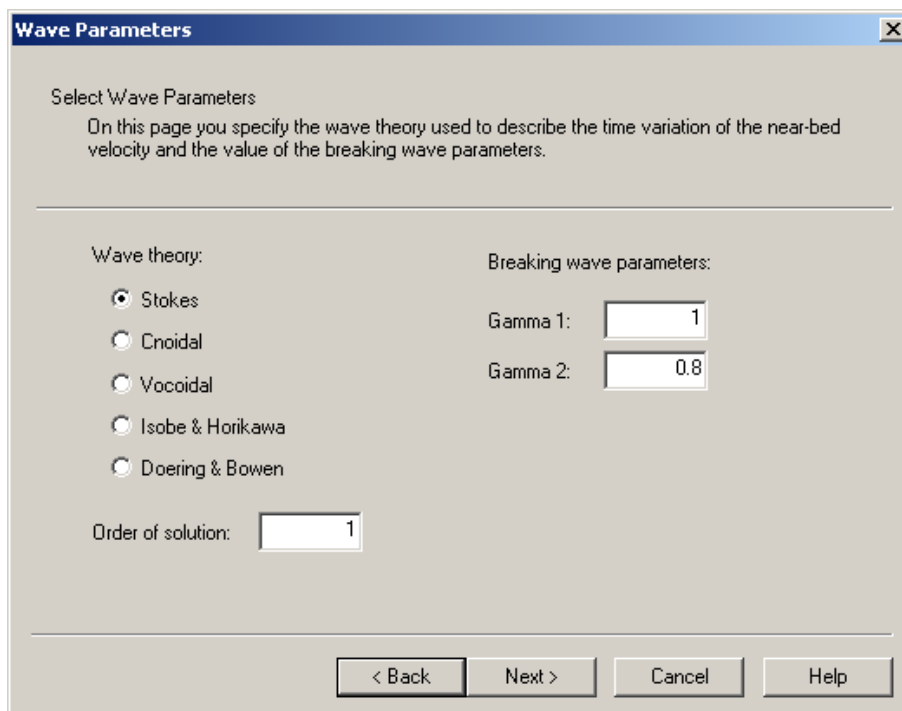 Wave Parameters
Select Wave Parameters
On this page you specify the wave theory used to describe the time variation of the near-bed
velocity and the value of the breaking wave parameters.
Wave theory:
Stokes
Cnoidal
Vocoidal
Isobe & Horikawa
Doering & Bowen
Order of solution: 1
Breaking wave parameters:
Gamma 1: 1
Gamma 2: 0.8
< Back
Next >
Cancel
Help